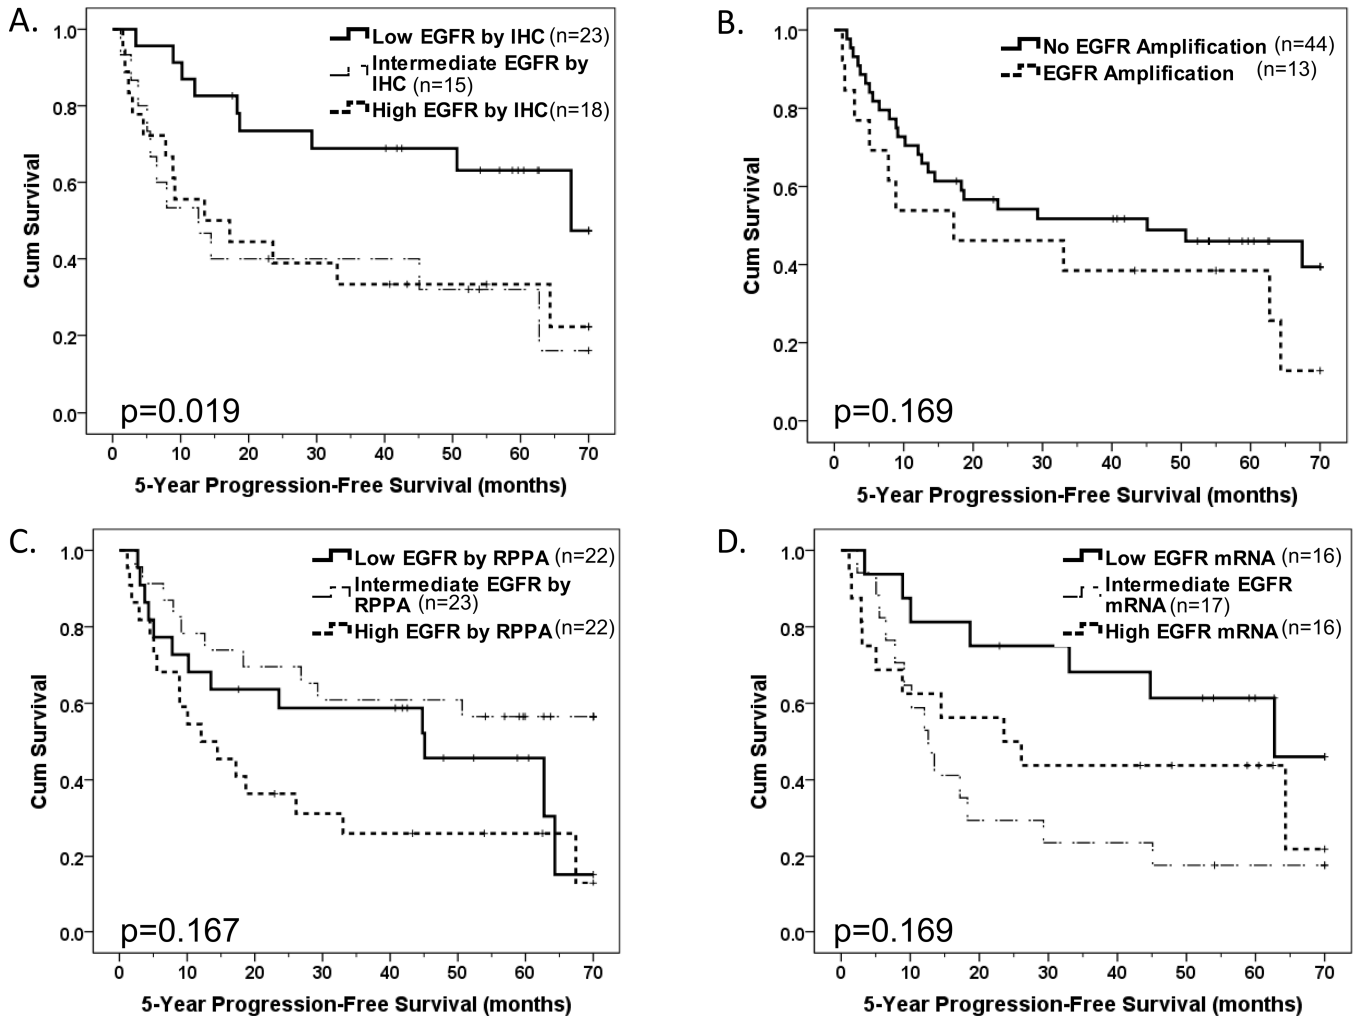 A.
1.0
0.8
0.6
0.4
0.2
0.0
Cum Survival
Low EGFR by IHC (n=23)
Intermediate EGFR by
IHC (n=15)
High EGFR by IHC (n=18)
p=0.019
0 10 20 30 40 50 60 70
5-Year Progression-Free Survival (months)
B.
1.0
0.8
0.6
0.4
0.2
0.0
Cum Survival
No EGFR Amplification (n=44)
EGFR Amplification (n=13)
p=0.169
0 10 20 30 40 50 60 70
5-Year Progression-Free Survival (months)
C.
1.0
0.8
0.6
0.4
0.2
0.0
Cum Survival
Low EGFR by RPPA (n=22)
Intermediate EGFR by
RPPA (n=23)
High EGFR by RPPA (n=22)
p=0.167
0 10 20 30 40 50 60 70
5-Year Progression-Free Survival (months)
D.
1.0
0.8
0.6
0.4
0.2
0.0
Cum Survival
Low EGFR mRNA (n=16)
Intermediate EGFR
mRNA (n=17)
High EGFR mRNA (n=16)
p=0.169
0 10 20 30 40 50 60 70
5-Year Progression-Free Survival (months)